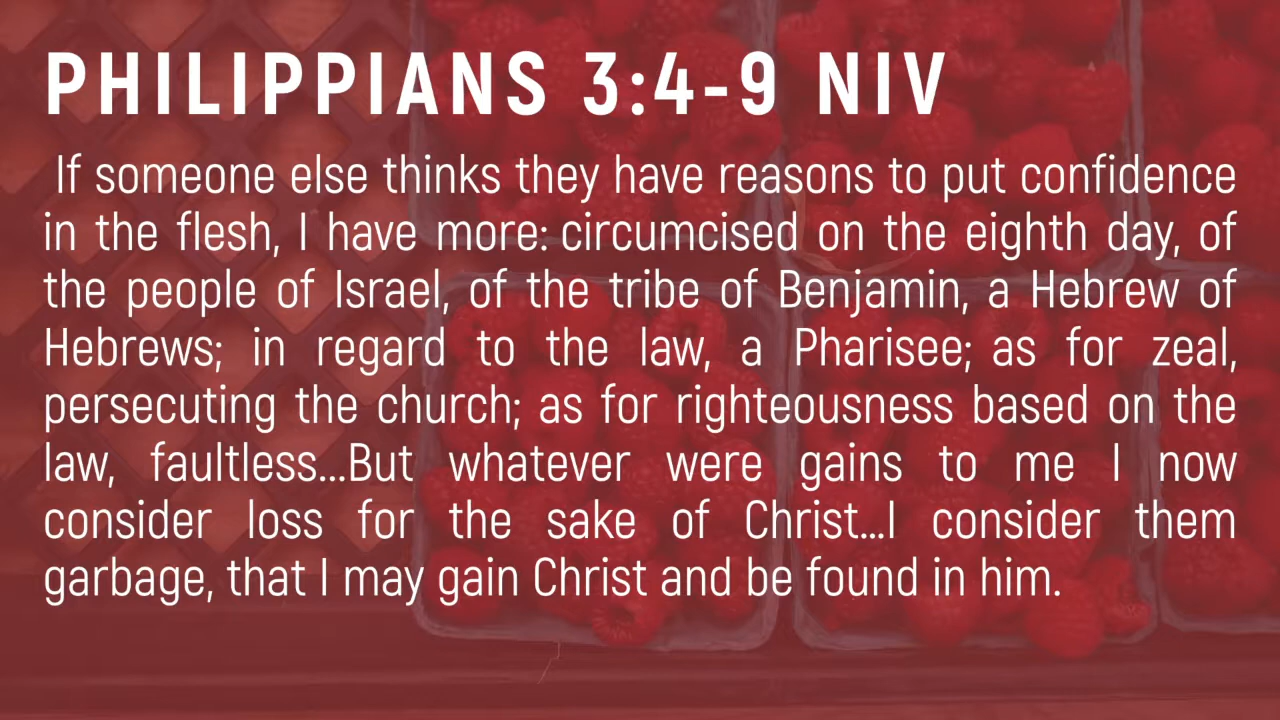 PHILIPPIANS 3:4-9 NIV
If someone else thinks they have reasons to put confidence
in the flesh, I have more: circumcised on the eighth day, of
the people of Israel, of the tribe of Benjamin, a Hebrew of
Hebrews; in regard to the law, a Pharisee; as for zeal,
persecuting the church; as for righteousness based on the
law, faultless...But whatever were gains to me I now
consider loss for the sake of Christ...I consider them
garbage, that I may gain Christ and be found in him.